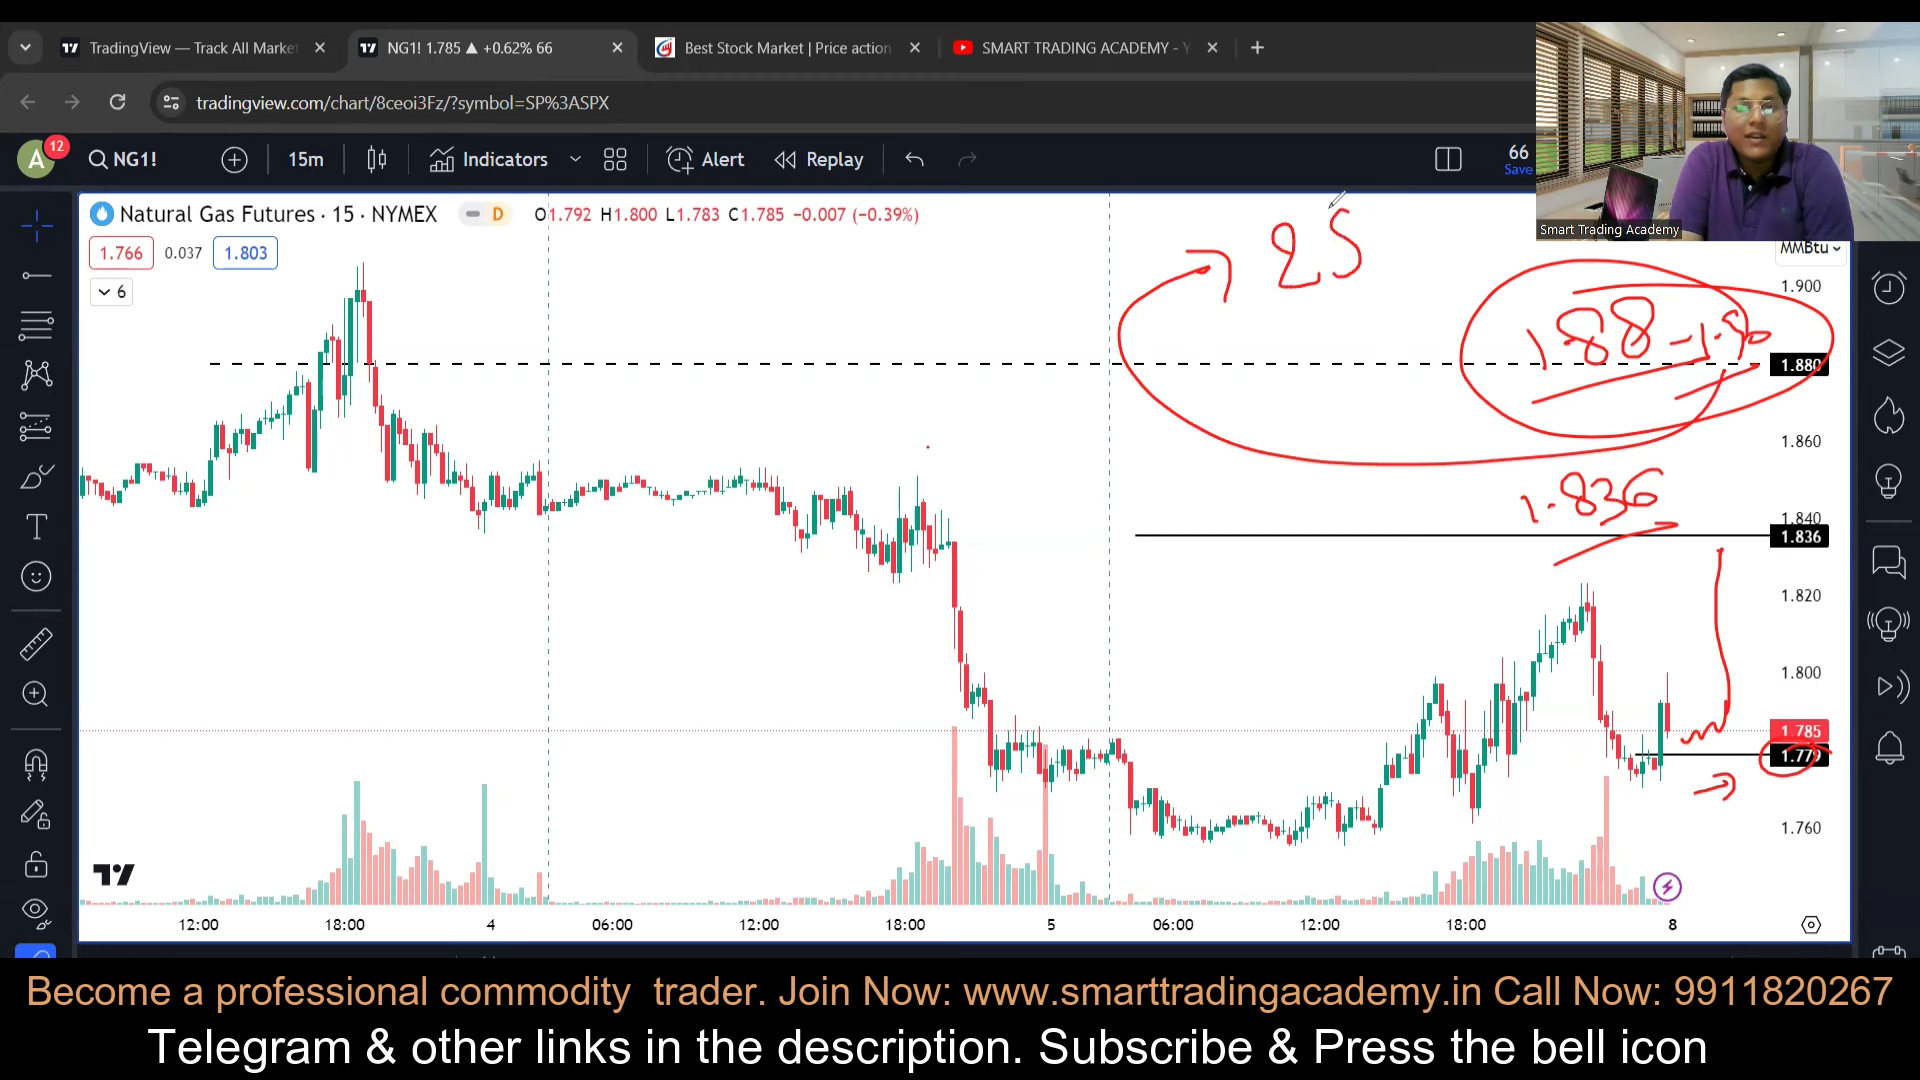 TradingView — Track All Marke
NG1! 1.785 ▲ +0.62% 66
Best Stock Market | Price action
SMART TRADING ACADEMY - Y
tradingview.com/chart/8ceoi3Fz/?symbol=SP%3ASPX
A 12
NG1!
15m
Indicators
Alert
Replay
66
Save
Smart Trading Academy
Natural Gas Futures · 15 · NYMEX
D
O1.792 H1.800 L1.783 C1.785 −0.007 (−0.39%)
1.766 0.037 1.803
6
25
MMBtu
1.900
1.88 - 1.90
1.880
1.860
1.836
1.840
1.836
1.820
1.800
1.785
1.779
1.760
12:00 18:00 4 06:00 12:00 18:00 5 06:00 12:00 18:00 8
Become a professional commodity trader. Join Now: www.smarttradingacademy.in Call Now: 9911820267
Telegram & other links in the description. Subscribe & Press the bell icon